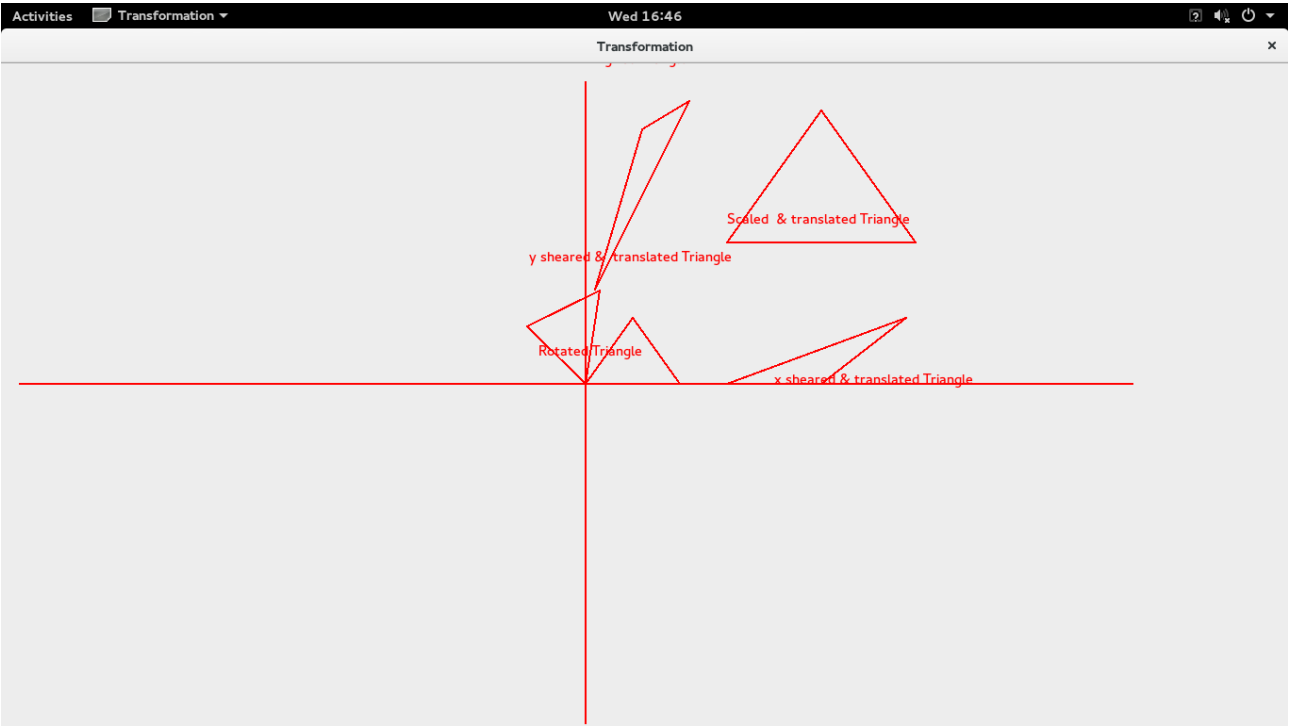 Activities Transformation Wed 16:46
Transformation ×
Scaled & translated Triangle
y sheared & translated Triangle
Rotated Triangle
x sheared & translated Triangle